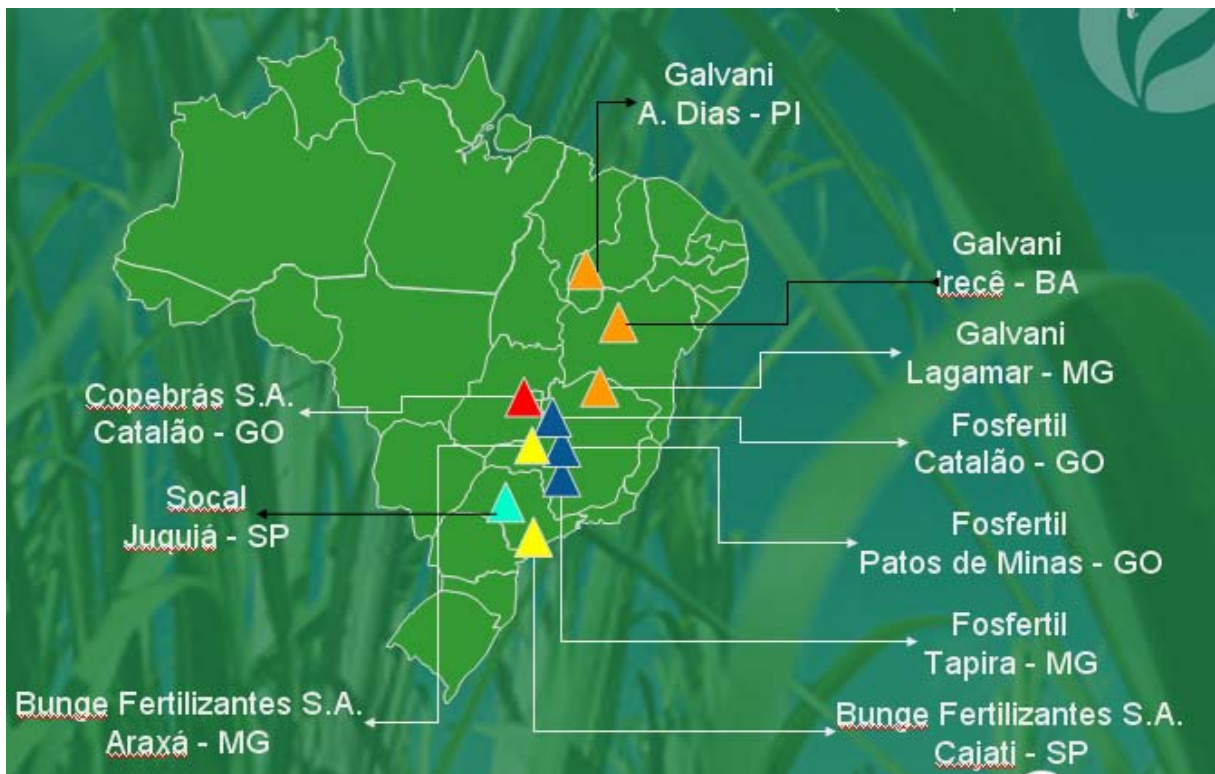 Galvani
A. Dias - PI
Galvani
Irecê - BA
Galvani
Lagamar - MG
Copebrás S.A.
Catalão - GO
Fosfertil
Catalão - GO
Socal
Juquiá - SP
Fosfertil
Patos de Minas - GO
Fosfertil
Tapira - MG
Bunge Fertilizantes S.A.
Araxá - MG
Bunge Fertilizantes S.A.
Cajati - SP